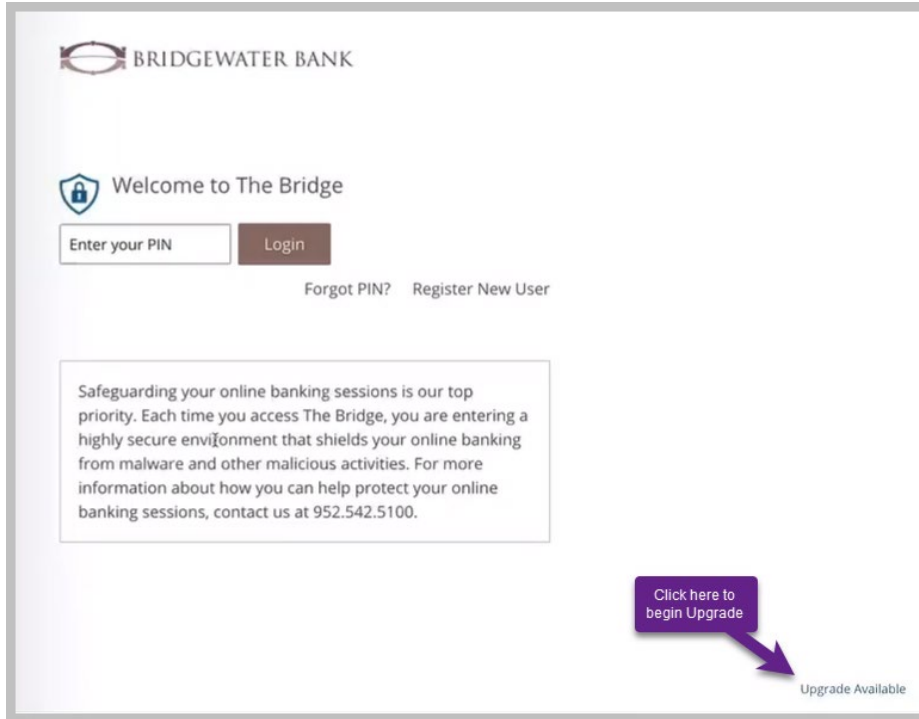 BRIDGEWATER BANK
Welcome to The Bridge
Enter your PIN
Login
Forgot PIN?
Register New User
Safeguarding your online banking sessions is our top
priority. Each time you access The Bridge, you are entering a
highly secure environment that shields your online banking
from malware and other malicious activities. For more
information about how you can help protect your online
banking sessions, contact us at 952.542.5100.
Click here to
begin Upgrade
Upgrade Available